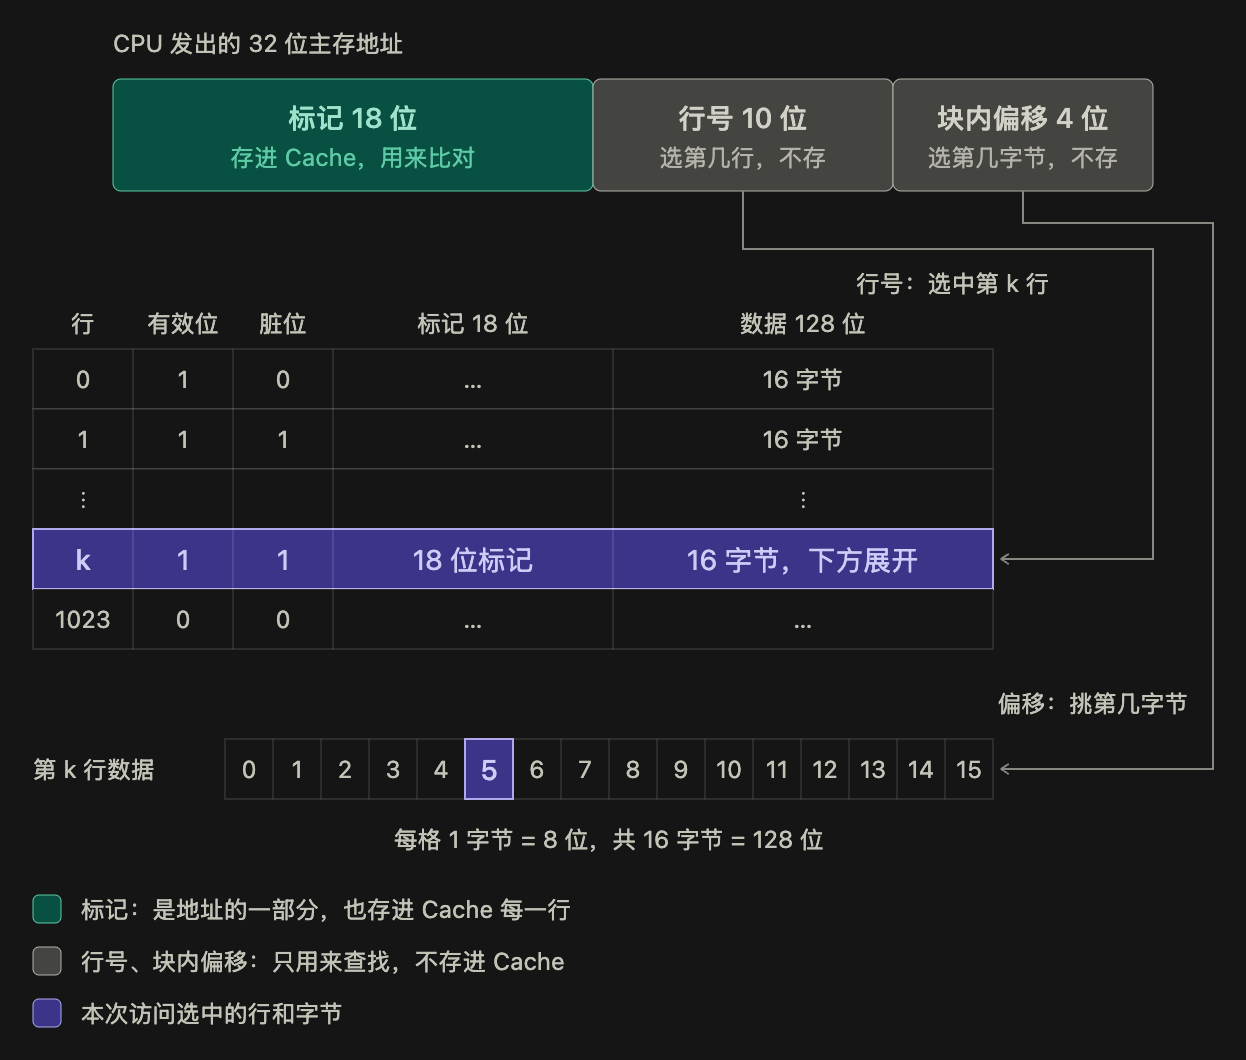 CPU 发出的 32 位主存地址
标记 18 位 行号 10 位 块内偏移 4 位
存进 Cache，用来比对 选第几行，不存 选第几字节，不存
行号：选中第 k 行
行 有效位 脏位 标记 18 位 数据 128 位
0 1 0 ... 16 字节
1 1 1 ... 16 字节
⋮ ⋮
k 1 1 18 位标记 16 字节，下方展开
1023 0 0 ... ...
偏移：挑第几字节
第 k 行数据 0 1 2 3 4 5 6 7 8 9 10 11 12 13 14 15
每格 1 字节 = 8 位，共 16 字节 = 128 位
标记：是地址的一部分，也存进 Cache 每一行
行号、块内偏移：只用来查找，不存进 Cache
本次访问选中的行和字节